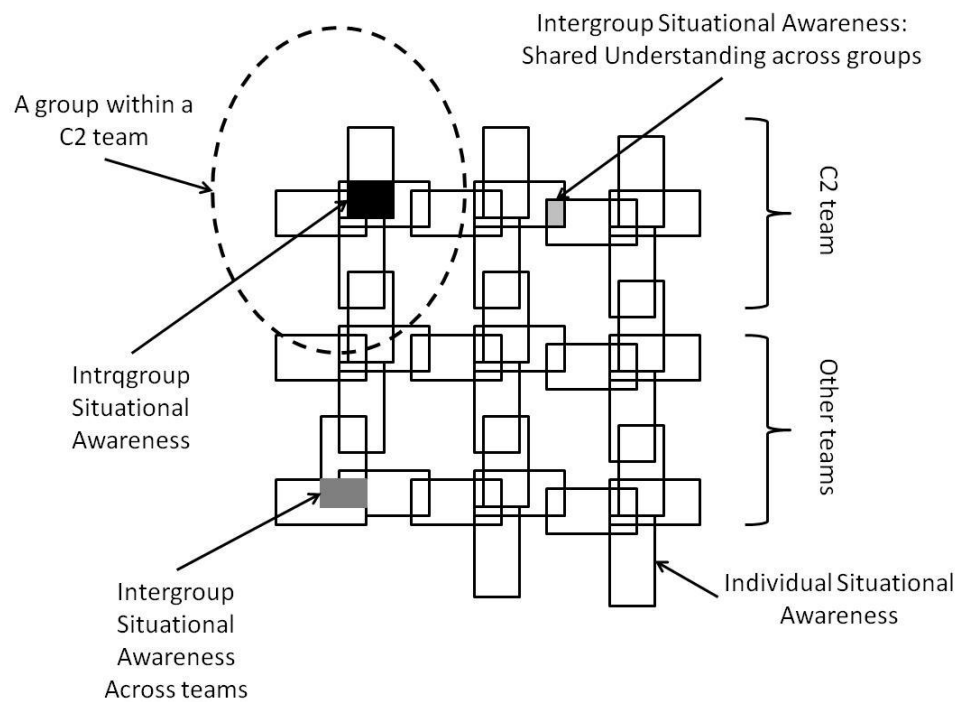 Intergroup Situational Awareness:
Shared Understanding across groups
A group within a
C2 team
C2 team
Intrqgroup
Situational
Awareness
Other teams
Intergroup
Situational
Awareness
Across teams
Individual Situational
Awareness